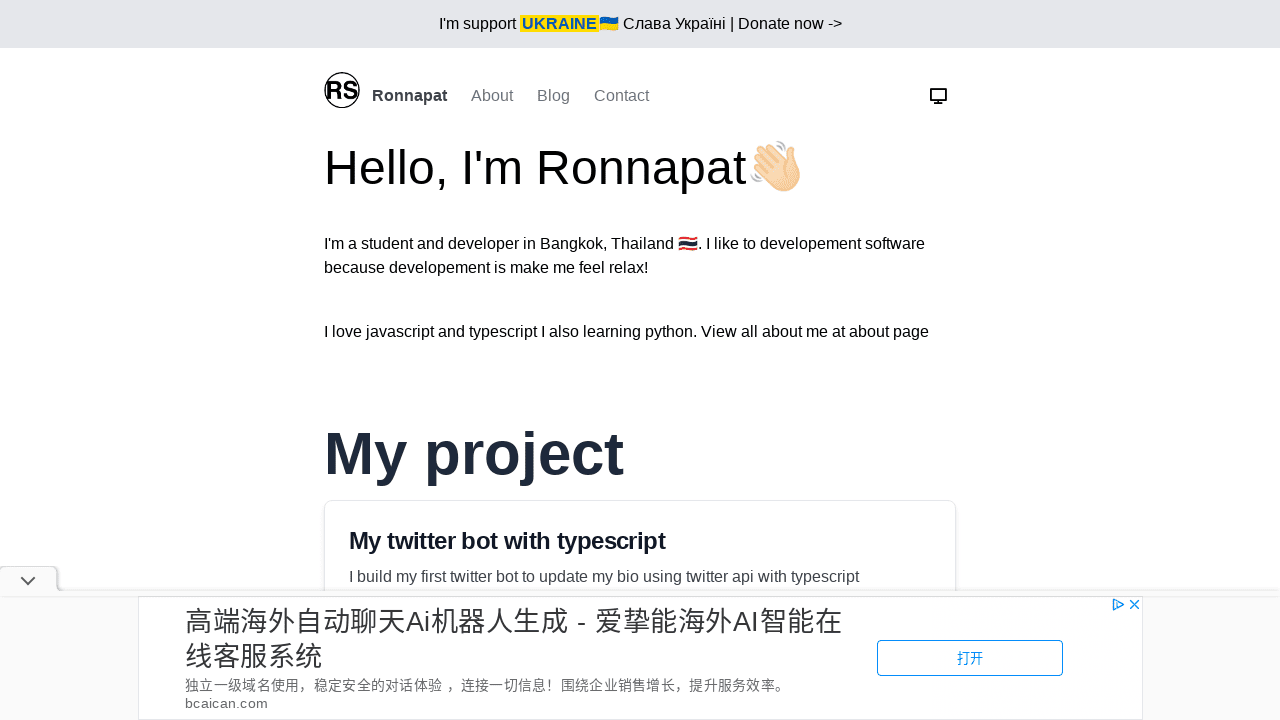 I'm support UKRAINE🇺🇦 Слава Україні | Donate now ->
RS Ronnapat About Blog Contact
Hello, I'm Ronnapat👋🏻
I'm a student and developer in Bangkok, Thailand 🇹🇭. I like to developement software
because developement is make me feel relax!
I love javascript and typescript I also learning python. View all about me at about page
My project
My twitter bot with typescript
I build my first twitter bot to update my bio using twitter api with typescript
高端海外自动聊天Ai机器人生成 - 爱挚能海外AI智能在
线客服系统
独立一级域名使用，稳定安全的对话体验 ，连接一切信息！围绕企业销售增长，提升服务效率。
bcaican.com
打开